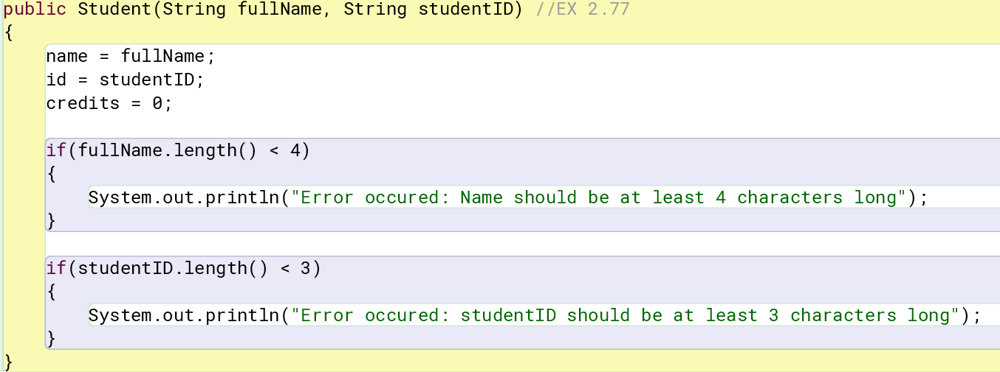 public Student(String fullName, String studentID) //EX 2.77
{
name = fullName;
id = studentID;
credits = 0;
if(fullName.length() < 4)
{
System.out.println("Error occured: Name should be at least 4 characters long");
}
if(studentID.length() < 3)
{
System.out.println("Error occured: studentID should be at least 3 characters long");
}
}